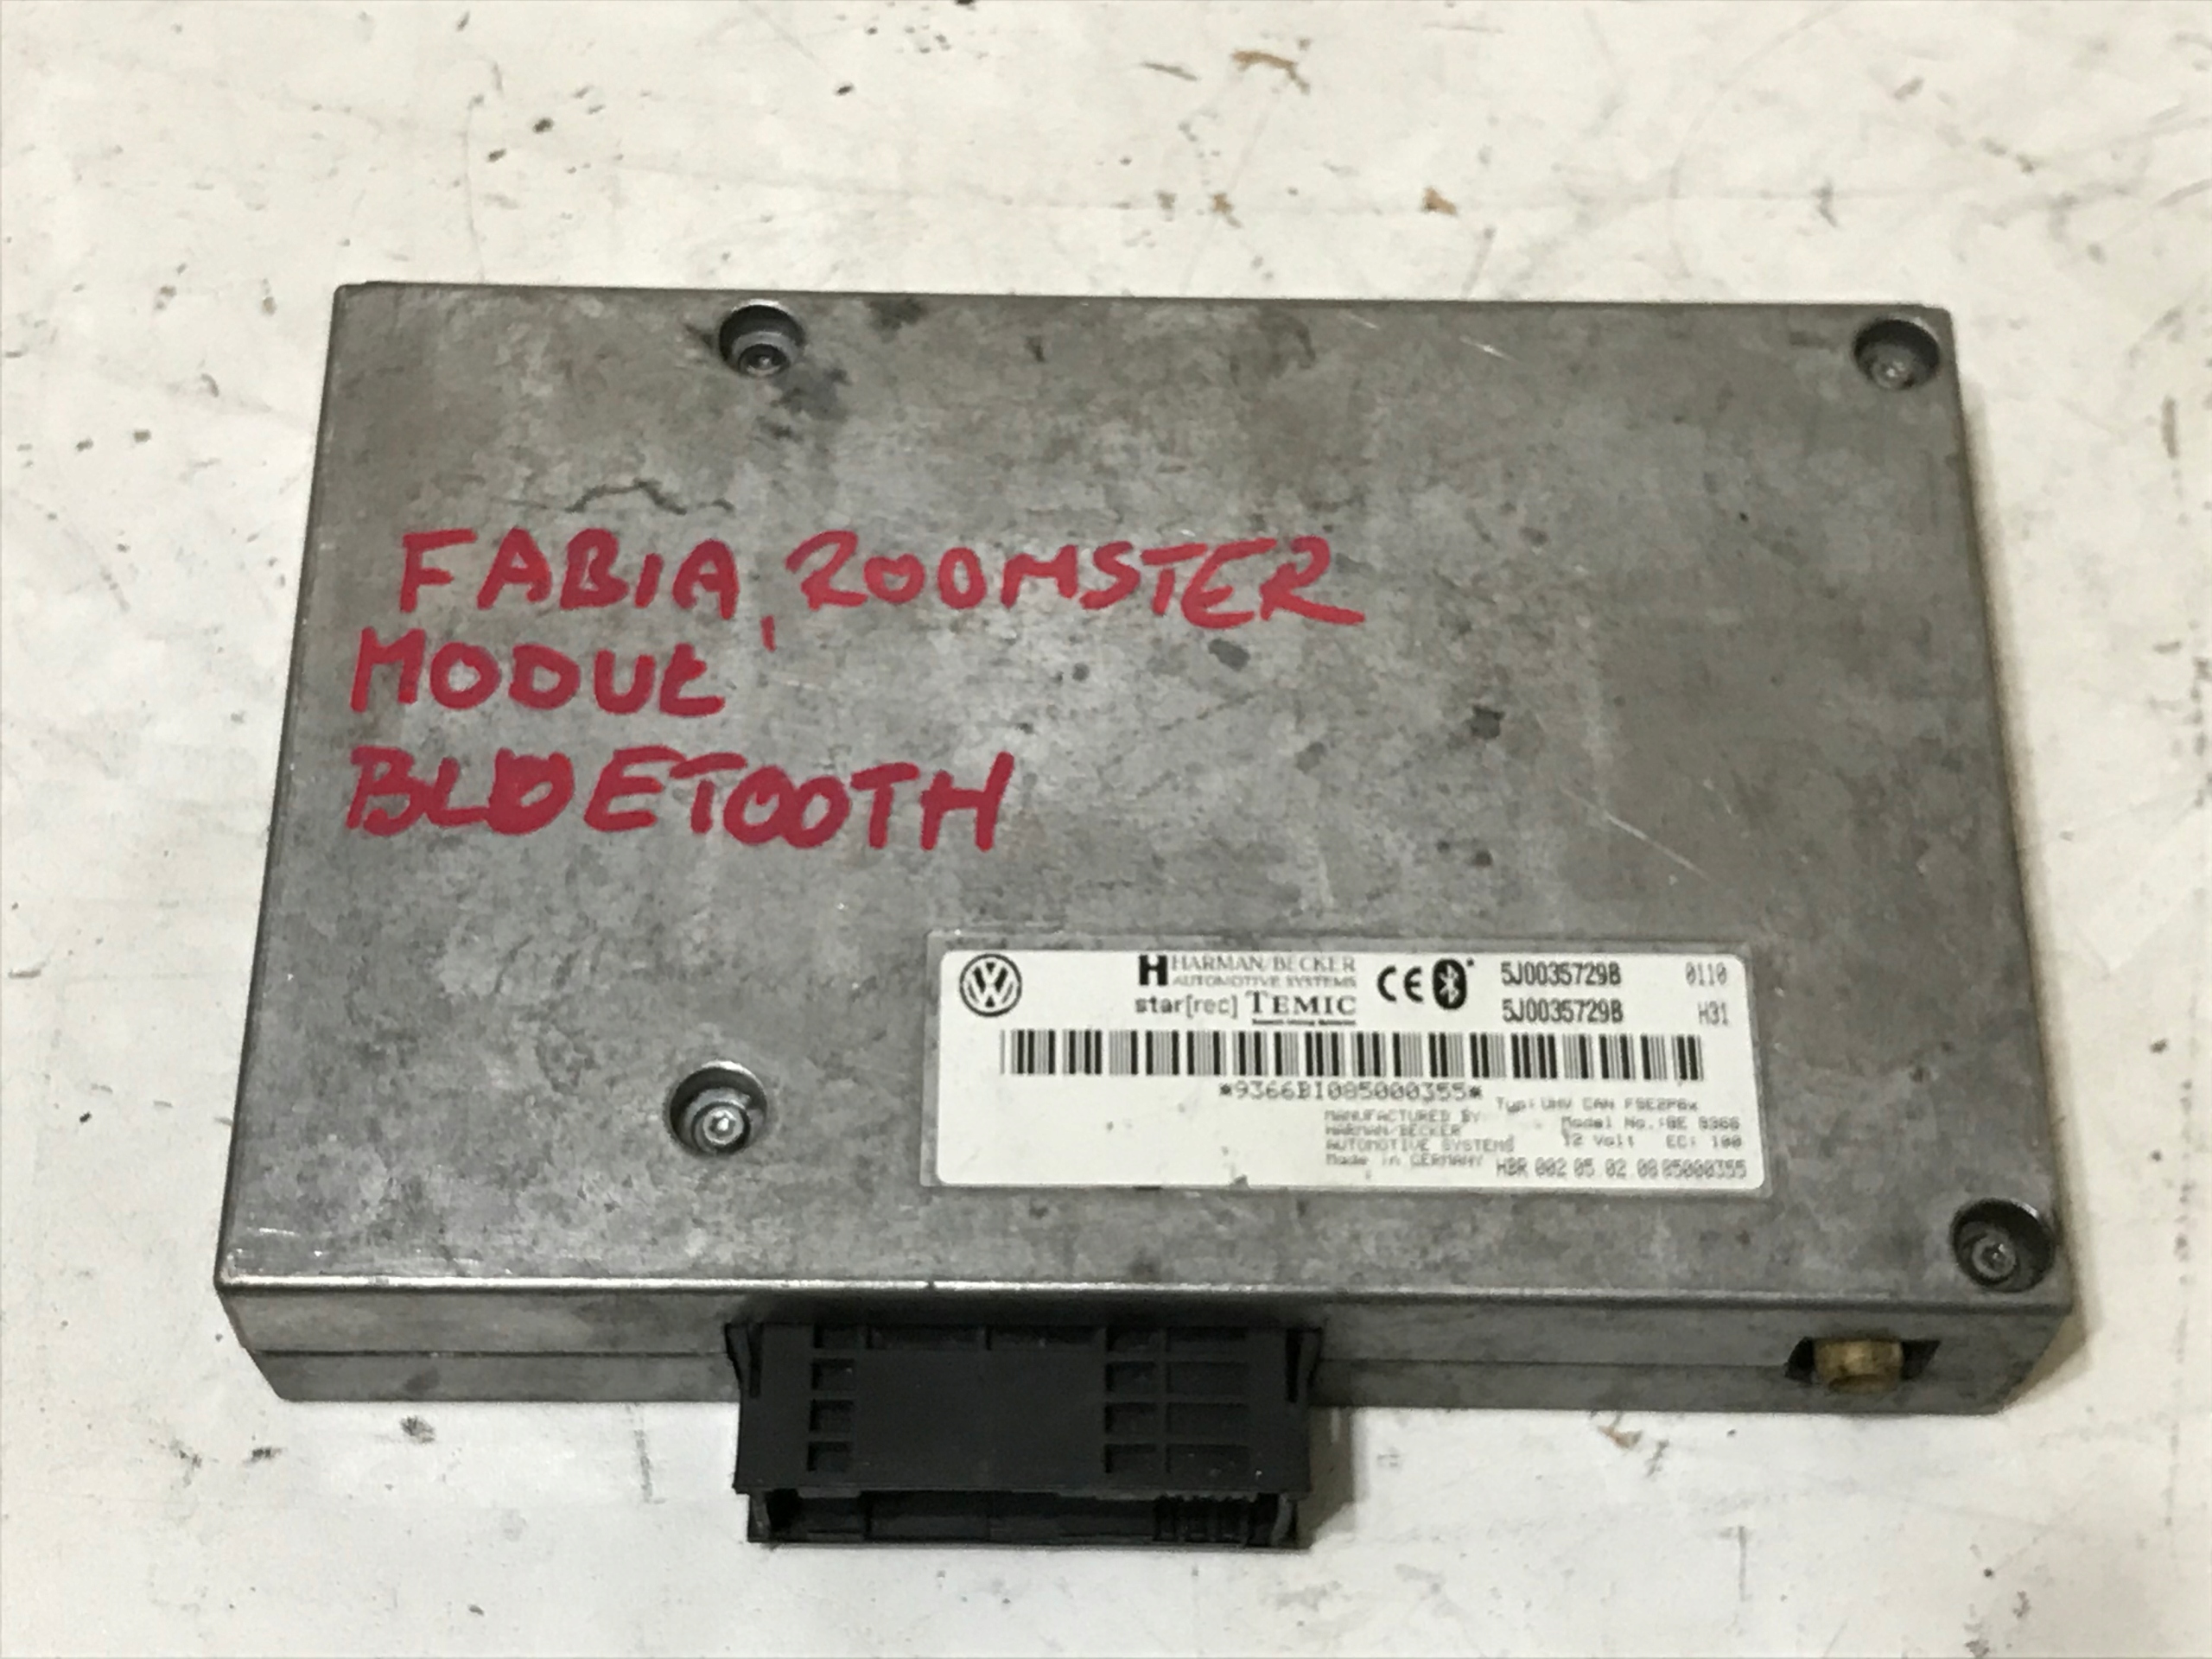 FABIA, ROOMSTER
MODUŁ
BLUETOOTH
HARMAN/BECKER
AUTOMOTIVE SYSTEMS
star[rec] TEMIC
CE
5J0035729B 0110
5J0035729B H31
*9366BI085000355*
MANUFACTURED BY:
HARMAN/BECKER
AUTOMOTIVE SYSTEMS
Made in GERMANY
Typ: UHV CAN
Model No.:BE 9366
12 Volt EC: 100
HBR 002 05 02 08 85000355